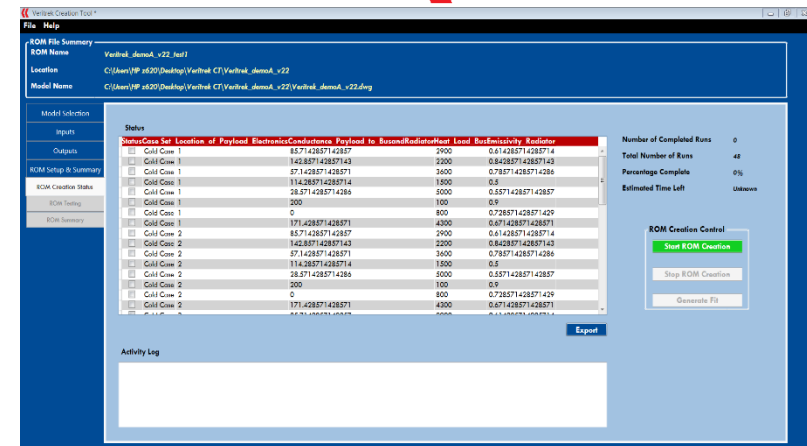 Veritrek Creation Tool *
File Help
ROM File Summary
ROM Name Veritrek_demoA_v22_test1
Location C:\Users\HP z620\Desktop\Veritrek CT\Veritrek_demoA_v22
Model Name C:\Users\HP z620\Desktop\Veritrek CT\Veritrek_demoA_v22\Veritrek_demoA_v22.dwg
Model Selection
Inputs
Outputs
ROM Setup & Summary
ROM Creation Status
ROM Testing
ROM Summary
Status
Status Case Set Location of Payload Electronics Conductance Payload to Bus and Radiator Heat Load Bus Emissivity Radiator
Cold Case 1 85.7142857142857 2900 0.614285714285714
Cold Case 1 142.857142857143 2200 0.842857142857143
Cold Case 1 57.1428571428571 3600 0.785714285714286
Cold Case 1 114.285714285714 1500 0.5
Cold Case 1 28.5714285714286 5000 0.557142857142857
Cold Case 1 200 100 0.9
Cold Case 1 0 800 0.728571428571429
Cold Case 1 171.428571428571 4300 0.671428571428571
Cold Case 2 85.7142857142857 2900 0.614285714285714
Cold Case 2 142.857142857143 2200 0.842857142857143
Cold Case 2 57.1428571428571 3600 0.785714285714286
Cold Case 2 114.285714285714 1500 0.5
Cold Case 2 28.5714285714286 5000 0.557142857142857
Cold Case 2 200 100 0.9
Cold Case 2 0 800 0.728571428571429
Cold Case 2 171.428571428571 4300 0.671428571428571
Export
Activity Log
Number of Completed Runs 0
Total Number of Runs 48
Percentage Complete 0%
Estimated Time Left Unknown
ROM Creation Control
Start ROM Creation
Stop ROM Creation
Generate Fit